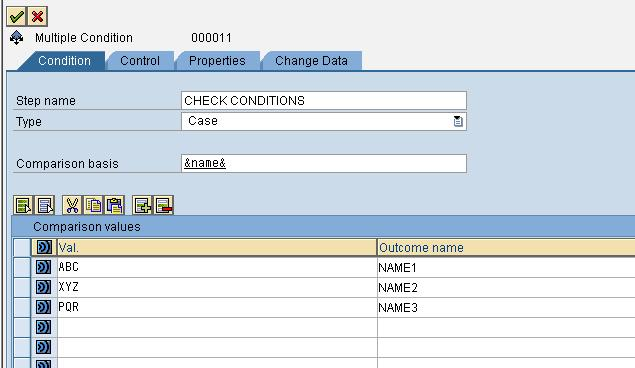 Multiple Condition 000011
Condition Control Properties Change Data
Step name CHECK CONDITIONS
Type Case
Comparison basis &name&
Comparison values
Val. Outcome name
ABC NAME1
XYZ NAME2
PQR NAME3